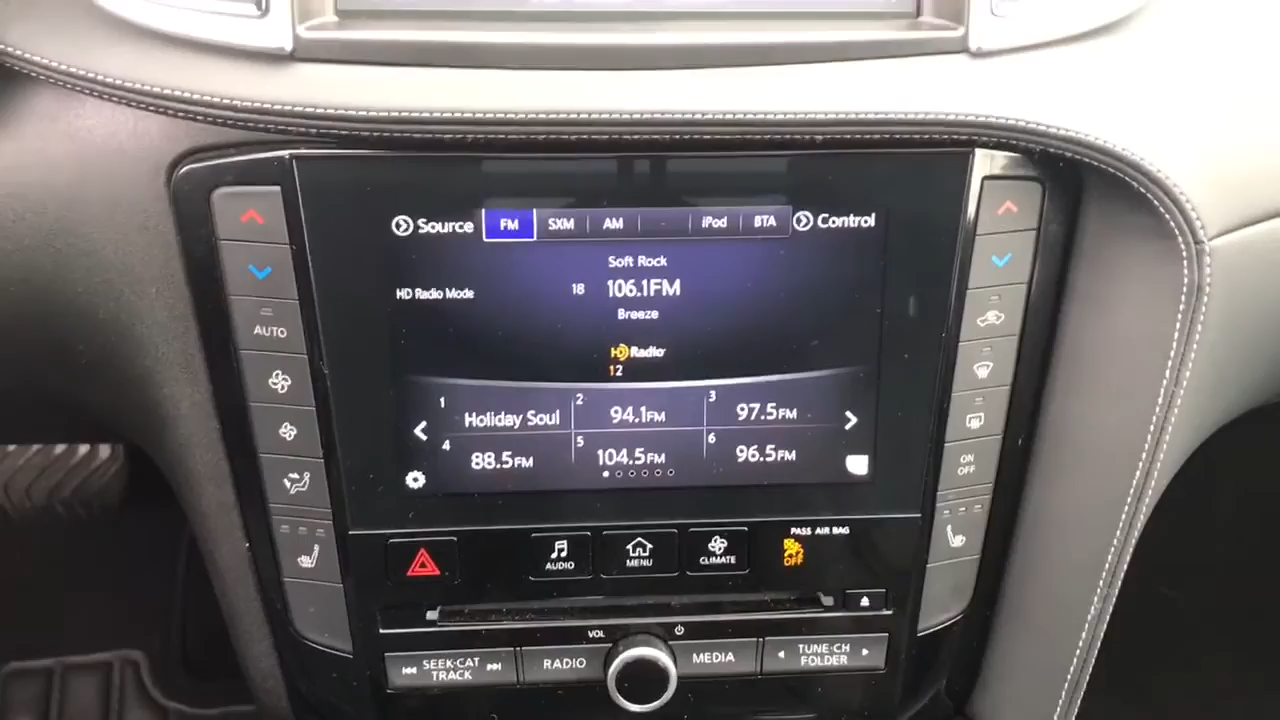 Source FM SXM AM - iPod BTA Control
Soft Rock
HD Radio Mode 18 106.1FM
Breeze
HD Radio
12
1 Holiday Soul 2 94.1FM 3 97.5FM
4 88.5FM 5 104.5FM 6 96.5FM
AUTO
ON
OFF
PASS AIR BAG
OFF
AUDIO
MENU
CLIMATE
VOL
SEEK·CAT
TRACK
RADIO
MEDIA
TUNE·CH
FOLDER